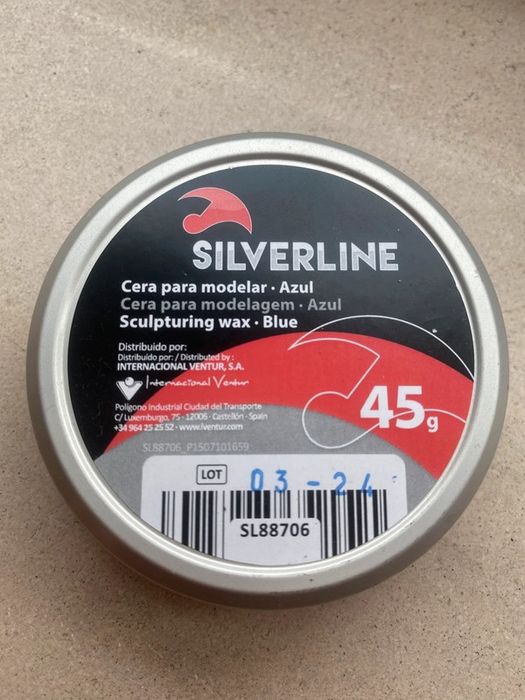 SILVERLINE
Cera para modelar · Azul
Cera para modelagem · Azul
Sculpturing wax · Blue
Distribuido por:
Distribuído por: / Distributed by:
INTERNACIONAL VENTUR, S.A.
Internacional Ventur
Polígono Industrial Ciudad del Transporte
C/ Luxemburgo, 75 - 12006 - Castellón - Spain
+34 964 25 25 52 - www.iventur.com
45g
SL88706_P1507101659
LOT 03-24
SL88706